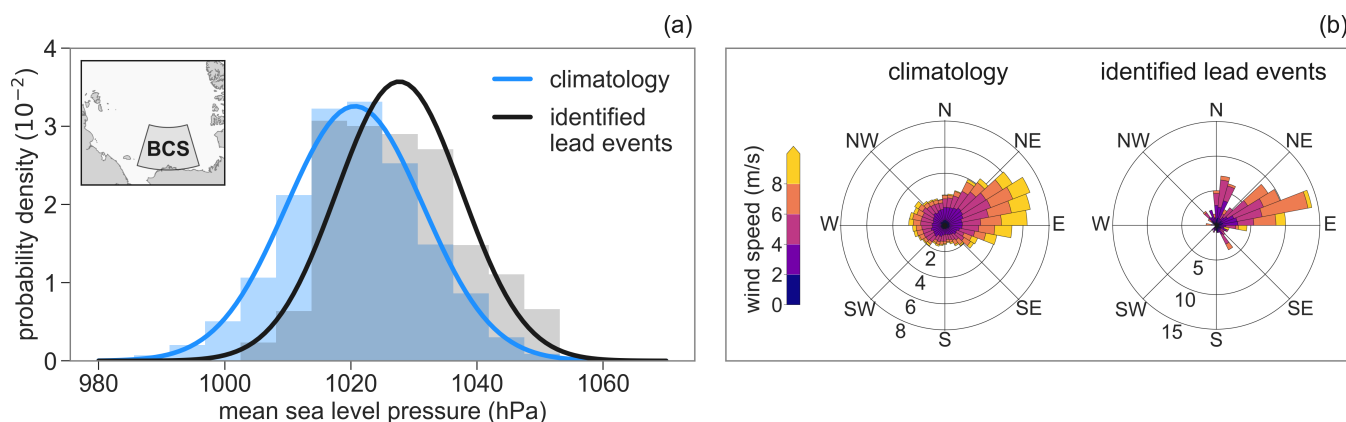 (a)
probability density (10⁻²)
4
3
2
1
0
BCS
climatology
identified
lead events
980
1000
1020
1040
1060
mean sea level pressure (hPa)
(b)
wind speed (m/s)
8
6
4
2
0
climatology
N
NE
E
SE
S
SW
W
NW
2
4
6
8
identified lead events
N
NE
E
SE
S
SW
W
NW
5
10
15